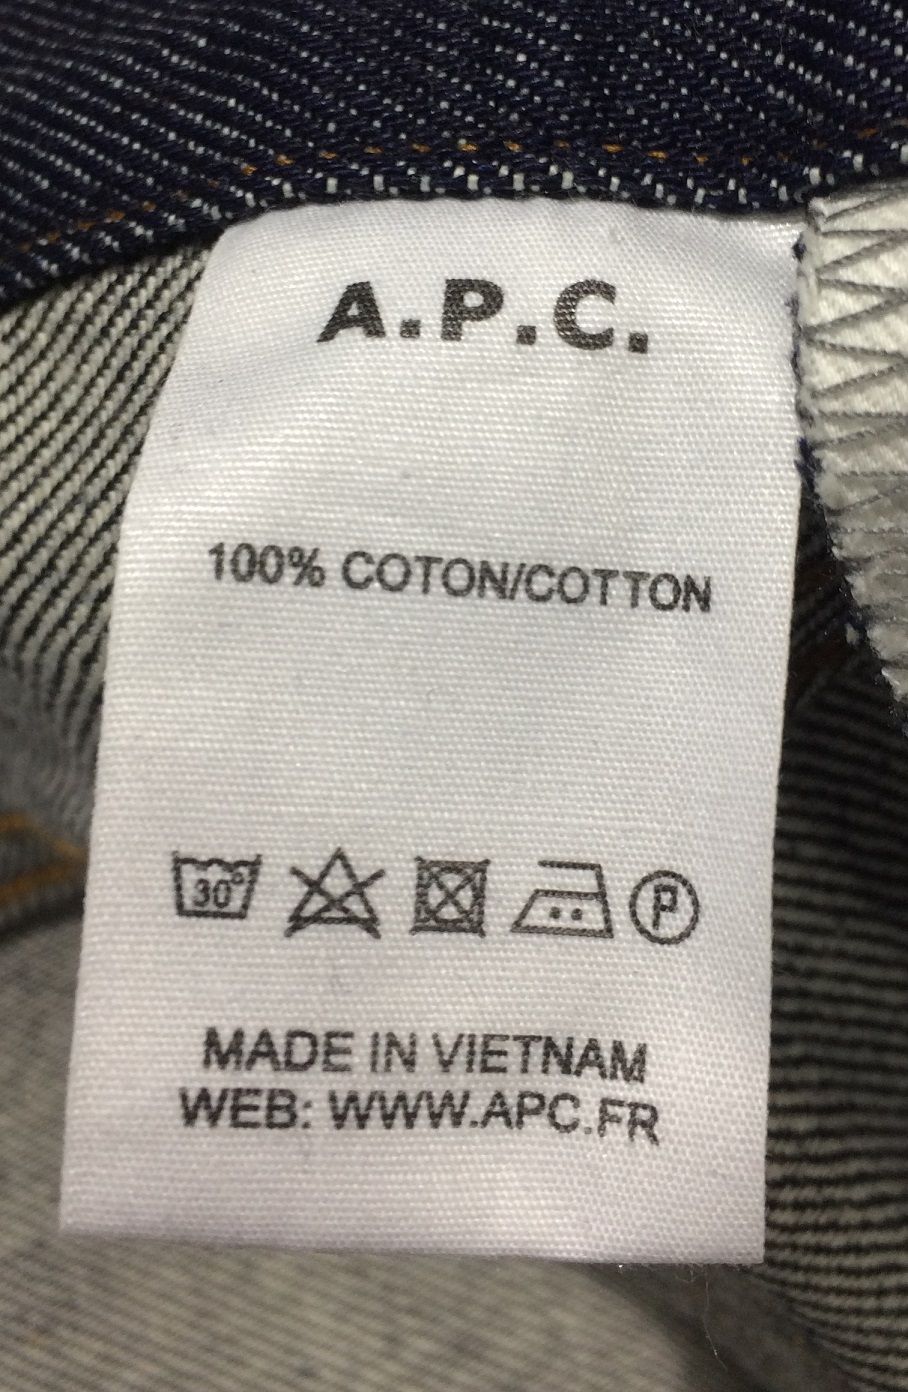 A.P.C.
100% COTON/COTTON
30° P
MADE IN VIETNAM
WEB: WWW.APC.FR